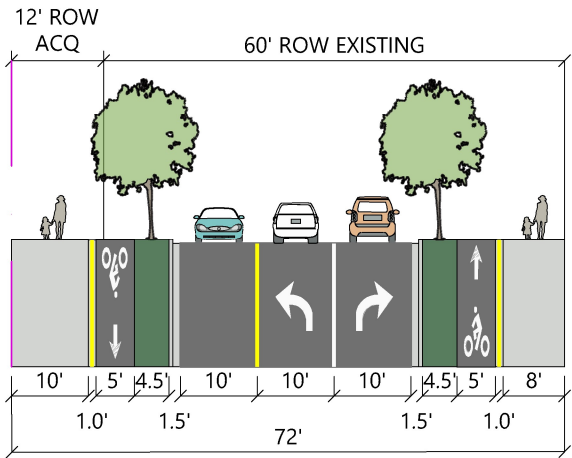 12' ROW
ACQ
60' ROW EXISTING
10' 5' 4.5' 10' 10' 10' 4.5' 5' 8'
1.0' 1.5' 1.5' 1.0'
72'